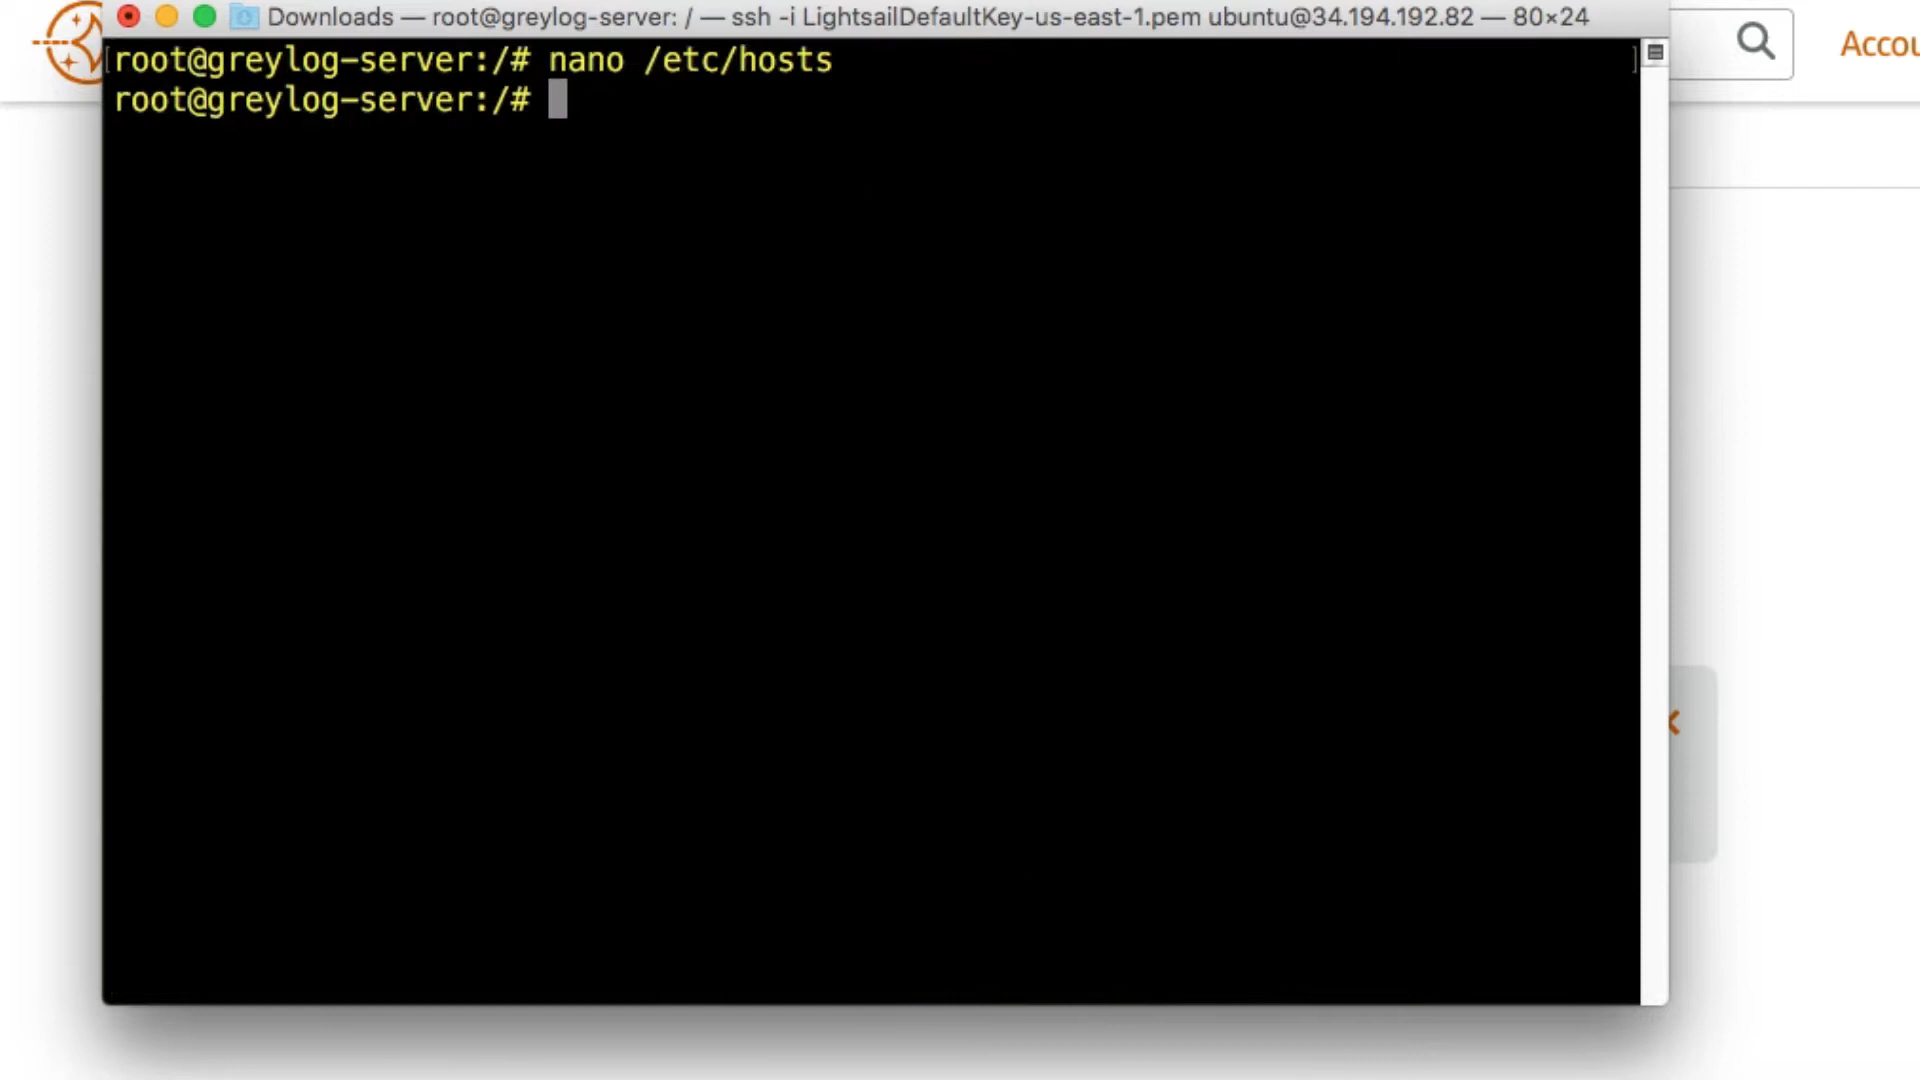 Downloads — root@greylog-server: / — ssh -i LightsailDefaultKey-us-east-1.pem ubuntu@34.194.192.82 — 80×24
root@greylog-server:/# nano /etc/hosts
root@greylog-server:/#
Accou